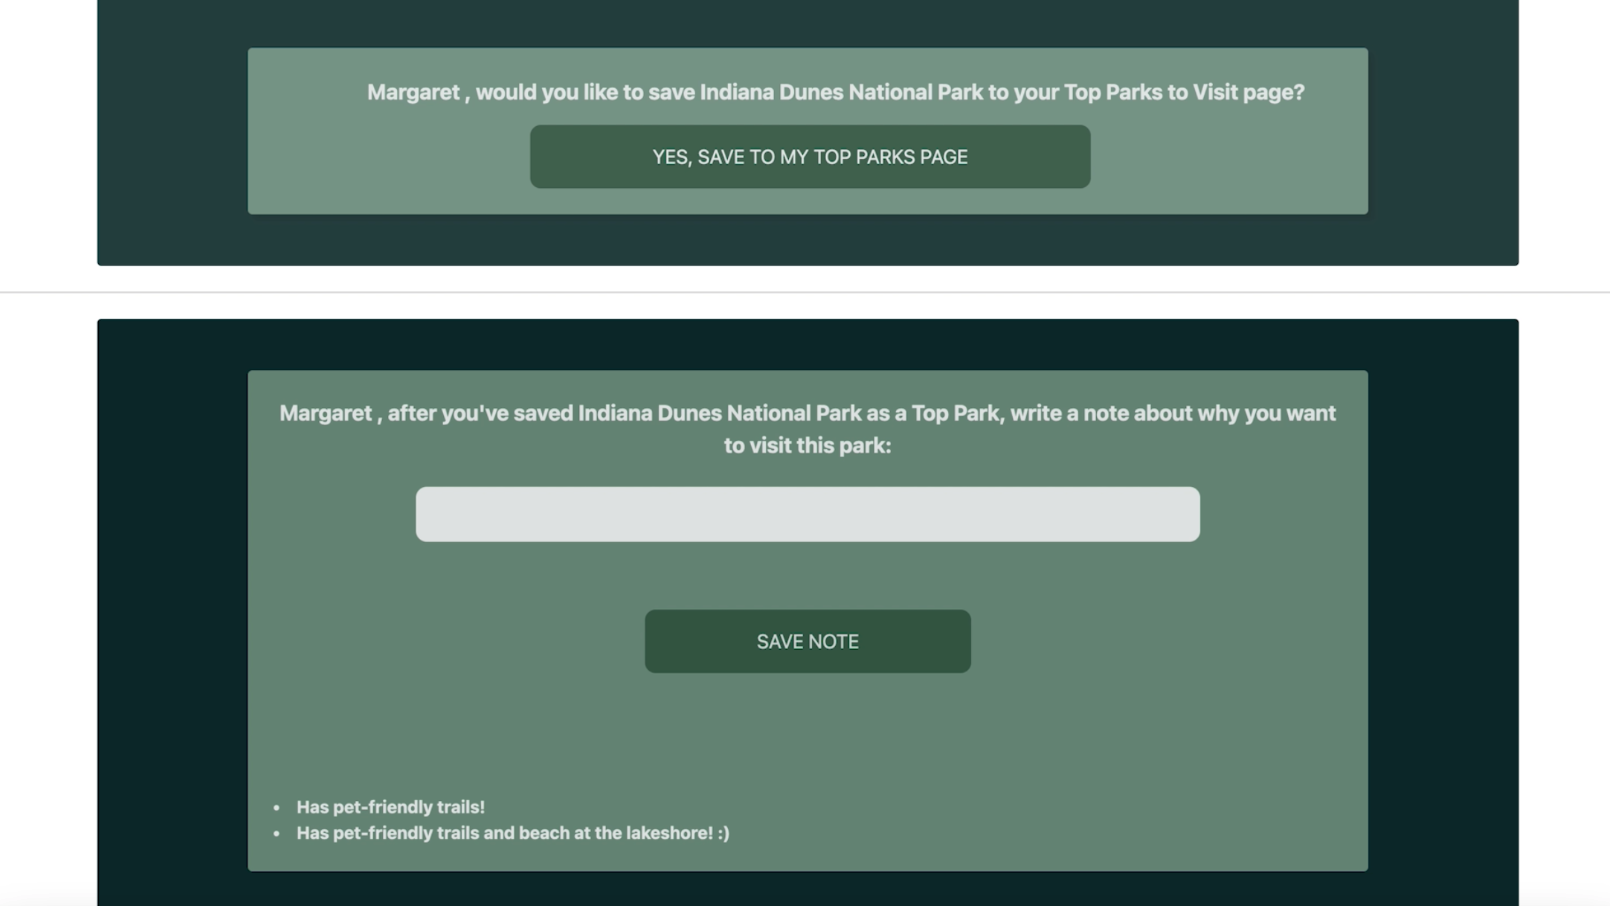 Margaret , would you like to save Indiana Dunes National Park to your Top Parks to Visit page?
YES, SAVE TO MY TOP PARKS PAGE
Margaret , after you've saved Indiana Dunes National Park as a Top Park, write a note about why you want
to visit this park:
SAVE NOTE
• Has pet-friendly trails!
• Has pet-friendly trails and beach at the lakeshore! :)